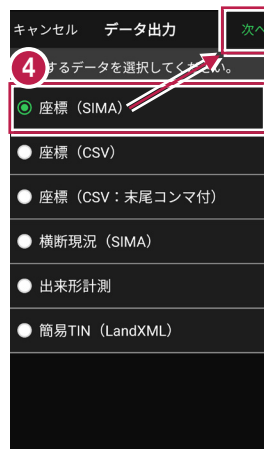 キャンセル データ出力 次へ
4 するデータを選択してください。
座標（SIMA）
座標（CSV）
座標（CSV：末尾コンマ付）
横断現況（SIMA）
出来形計測
簡易TIN（LandXML）